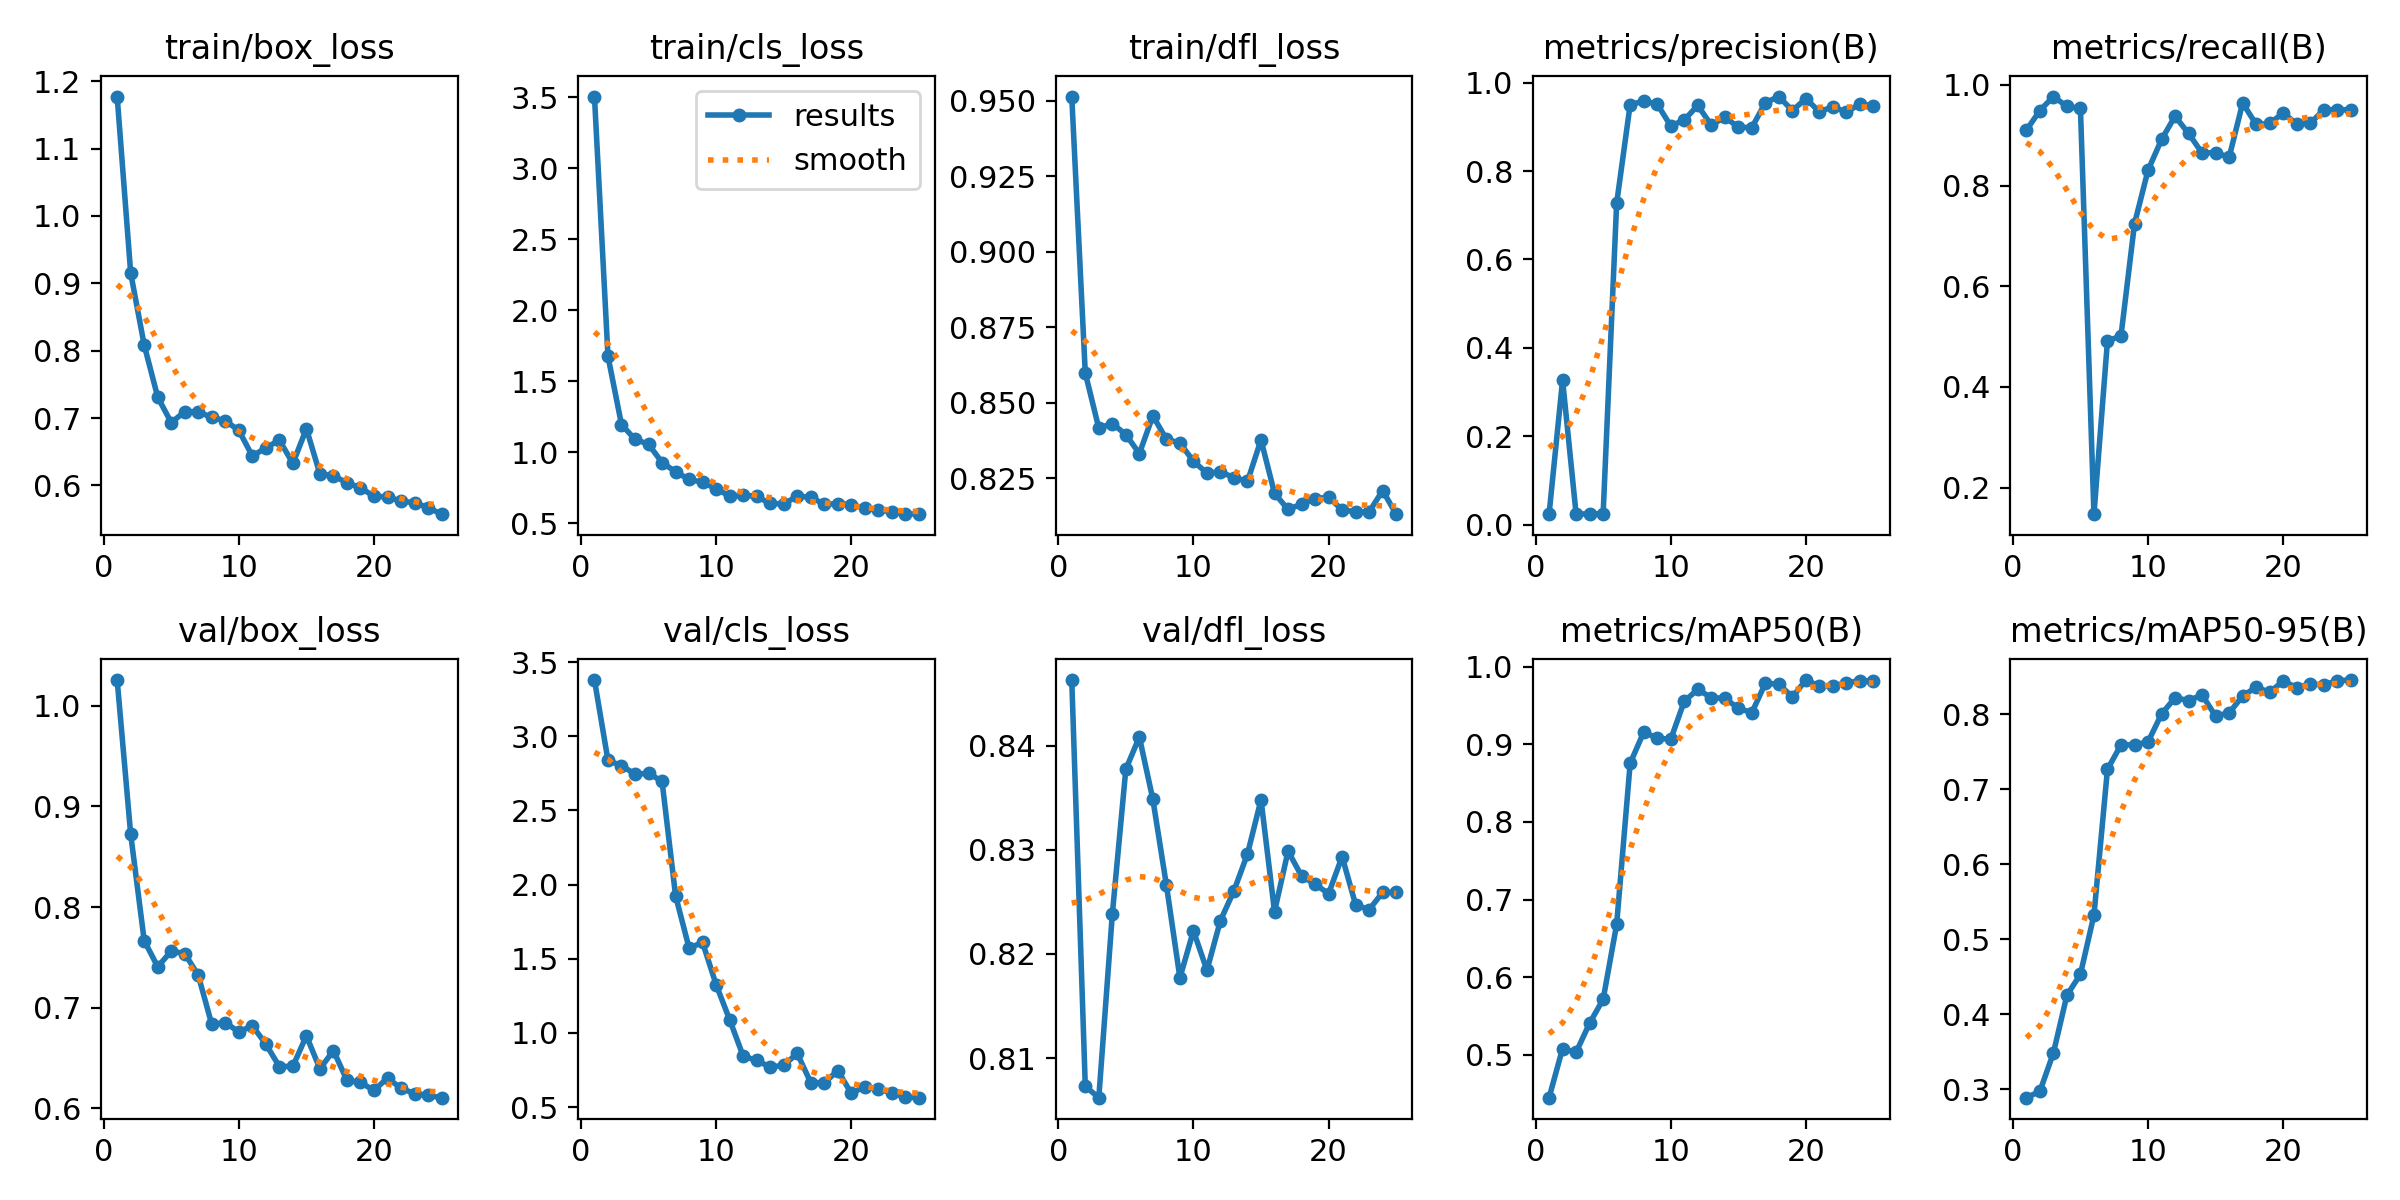 train/box_loss
train/cls_loss
train/dfl_loss
metrics/precision(B)
metrics/recall(B)
1.2
1.1
1.0
0.9
0.8
0.7
0.6
0 10 20
3.5
3.0
2.5
2.0
1.5
1.0
0.5
0 10 20
results
smooth
0.950
0.925
0.900
0.875
0.850
0.825
0 10 20
1.0
0.8
0.6
0.4
0.2
0.0
0 10 20
1.0
0.8
0.6
0.4
0.2
0 10 20
val/box_loss
val/cls_loss
val/dfl_loss
metrics/mAP50(B)
metrics/mAP50-95(B)
1.0
0.9
0.8
0.7
0.6
0 10 20
3.5
3.0
2.5
2.0
1.5
1.0
0.5
0 10 20
0.84
0.83
0.82
0.81
0 10 20
1.0
0.9
0.8
0.7
0.6
0.5
0 10 20
0.8
0.7
0.6
0.5
0.4
0.3
0 10 20